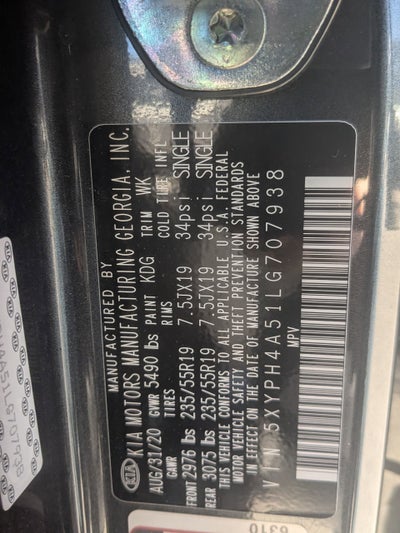 MANUFACTURED BY
KIA KIA MOTORS MANUFACTURING GEORGIA, INC.
AUG/31/20 GVWR 5490 lbs PAINT KDG TRIM WK
GAWR TIRES RIMS COLD TIRE INFL
FRONT 2976 lbs 235/55R19 7.5JX19 34psi SINGLE
REAR 3075 lbs 235/55R19 7.5JX19 34psi SINGLE
THIS VEHICLE CONFORMS TO ALL APPLICABLE U.S.A. FEDERAL
MOTOR VEHICLE SAFETY AND THEFT PREVENTION STANDARDS
IN EFFECT ON THE DATE OF MANUFACTURE SHOWN ABOVE
VIN: 5XYPH4A51LG707938
MPV
6310